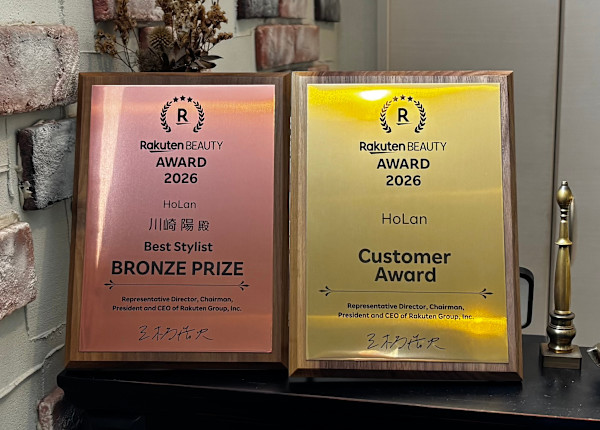 R
Rakuten BEAUTY
AWARD
2026
HoLan
川崎 陽 殿
Best Stylist
BRONZE PRIZE
Representative Director, Chairman,
President and CEO of Rakuten Group, Inc.
R
Rakuten BEAUTY
AWARD
2026
HoLan
Customer
Award
Representative Director, Chairman,
President and CEO of Rakuten Group, Inc.